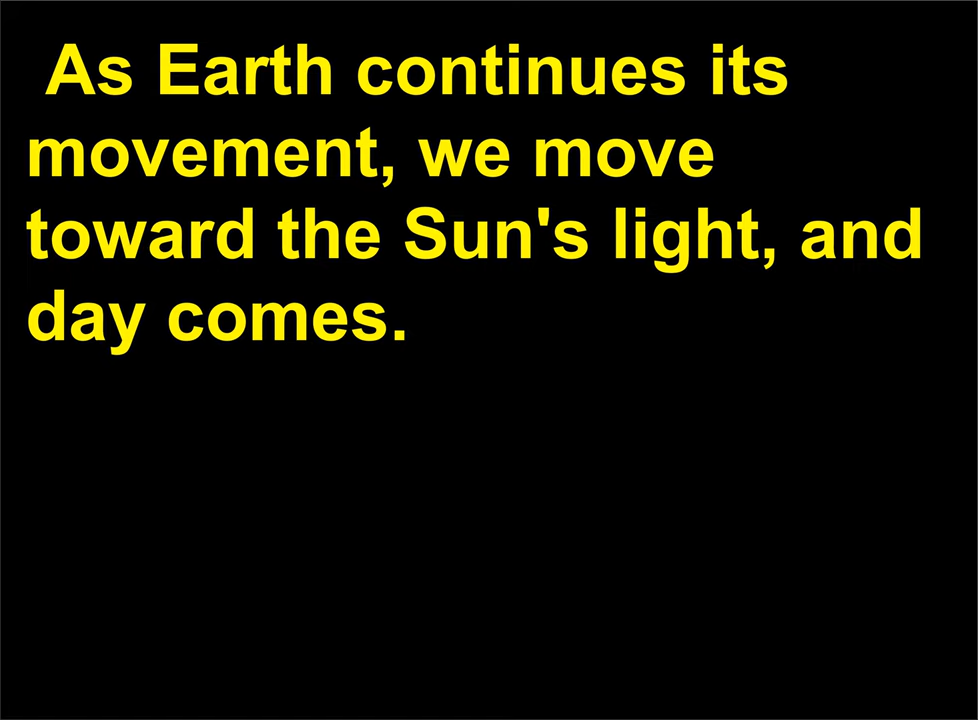 As Earth continues its
movement, we move
toward the Sun's light, and
day comes.